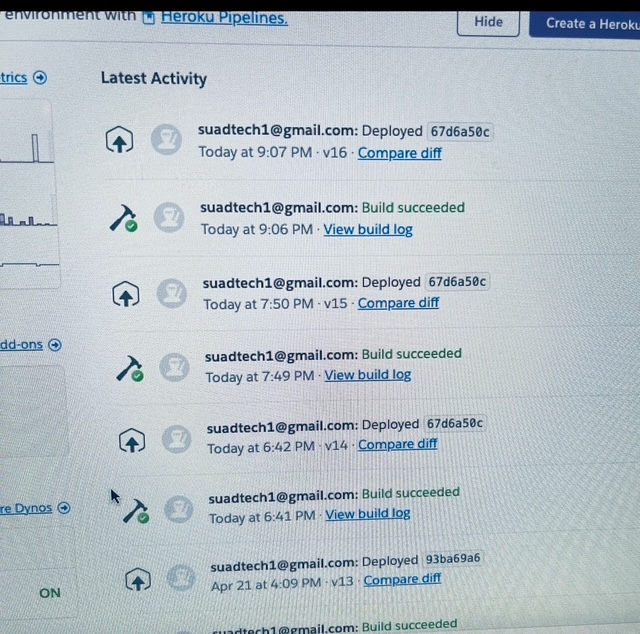 environment with Heroku Pipelines.
Hide
Create a Heroku
trics
Latest Activity
suadtech1@gmail.com: Deployed 67d6a50c
Today at 9:07 PM · v16 · Compare diff
suadtech1@gmail.com: Build succeeded
Today at 9:06 PM · View build log
suadtech1@gmail.com: Deployed 67d6a50c
Today at 7:50 PM · v15 · Compare diff
dd-ons
suadtech1@gmail.com: Build succeeded
Today at 7:49 PM · View build log
suadtech1@gmail.com: Deployed 67d6a50c
Today at 6:42 PM · v14 · Compare diff
re Dynos
suadtech1@gmail.com: Build succeeded
Today at 6:41 PM · View build log
suadtech1@gmail.com: Deployed 93ba69a6
Apr 21 at 4:09 PM · v13 · Compare diff
ON
suadtech1@gmail.com: Build succeeded